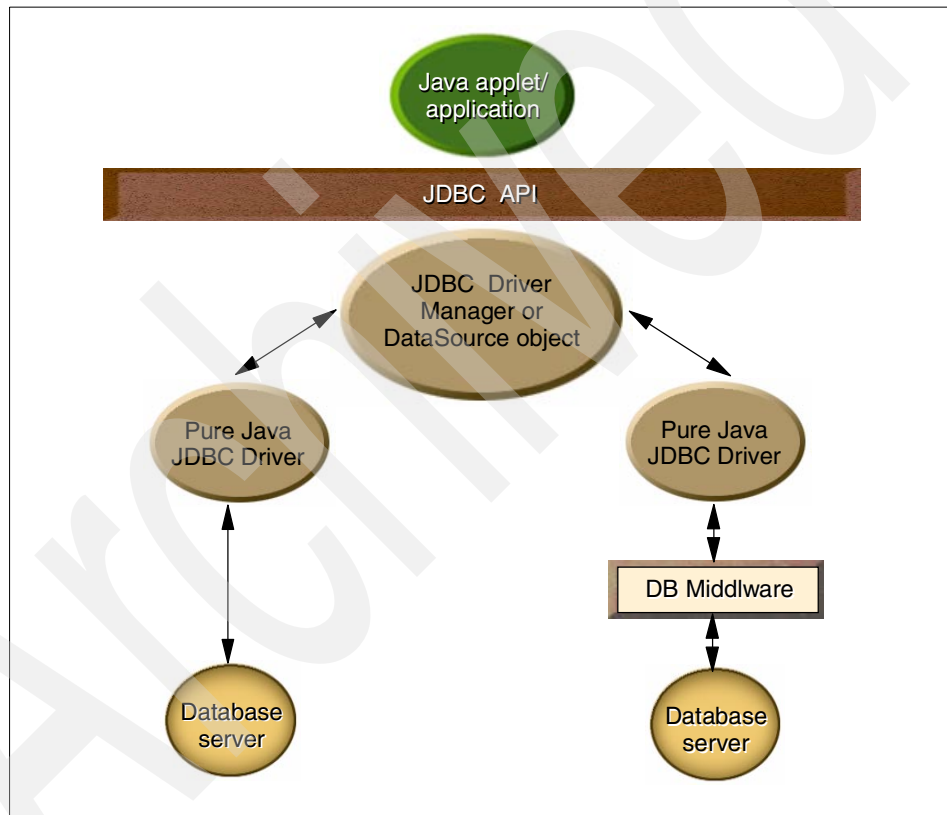 Java applet/
application
JDBC API
JDBC Driver
Manager or
DataSource object
Pure Java
JDBC Driver
Pure Java
JDBC Driver
DB Middlware
Database
server
Database
server
Archived